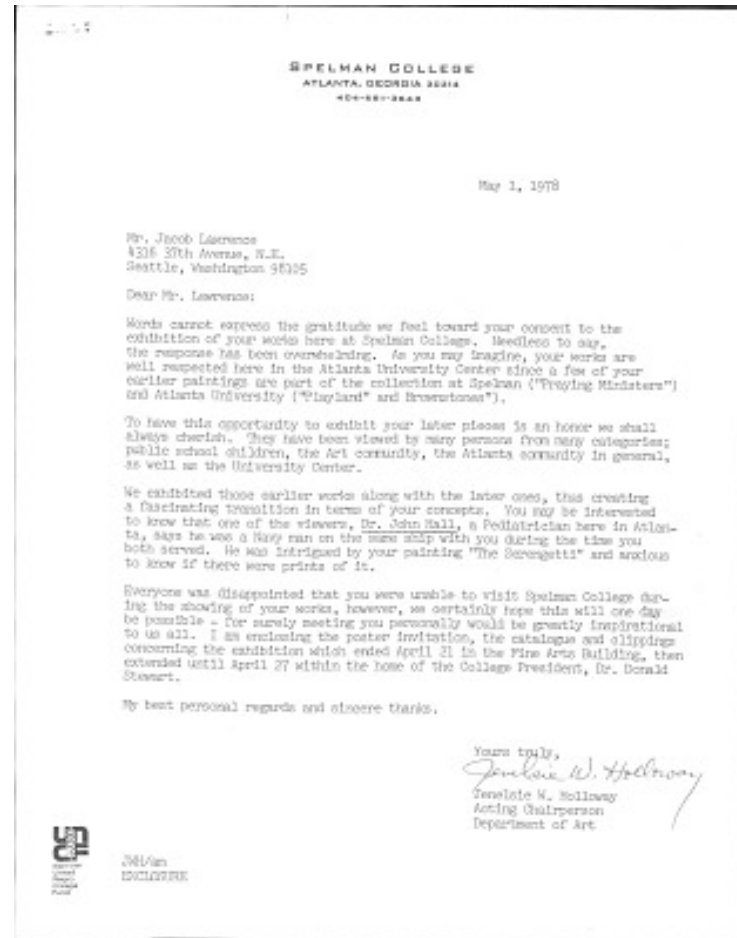 SPELMAN COLLEGE
ATLANTA, GEORGIA 30314
May 1, 1978
Mr. Jacob Lawrence
4316 37th Avenue, N.E.
Seattle, Washington 98105
Dear Mr. Lawrence:
Words cannot express the gratitude we feel toward your consent to the
exhibition of your works here at Spelman College. Needless to say,
the response has been overwhelming. As you may imagine, your works are
well respected here in the Atlanta University Center since a few of your
earlier paintings are part of the collection at Spelman ("Praying Ministers")
and Atlanta University ("Playland" and Brownstones").
To have this opportunity to exhibit your later pieces is an honor we shall
always cherish. They have been viewed by many persons from many categories;
public school children, the Art community, the Atlanta community in general,
as well as the University Center.
We exhibited those earlier works along with the later ones, thus creating
a fascinating transition in terms of your concepts. You may be interested
to know that one of the viewers, Dr. John Hall, a Pediatrician here in Atlan-
ta, says he was a Navy man on the same ship with you during the time you
both served. He was intrigued by your painting "The Serengetti" and anxious
to know if there were prints of it.
Everyone was disappointed that you were unable to visit Spelman College dur-
ing the showing of your works, however, we certainly hope this will one day
be possible - for surely meeting you personally would be greatly inspirational
to us all. I am enclosing the poster invitation, the catalogue and clippings
concerning the exhibition which ended April 21 in the Fine Arts Building, then
extended until April 27 within the home of the College President, Dr. Donald
Stewart.
My best personal regards and sincere thanks.
Yours truly,
Jenelsie W. Holloway
Jenelsie W. Holloway
Acting Chairperson
Department of Art
JWH/am
ENCLOSURE